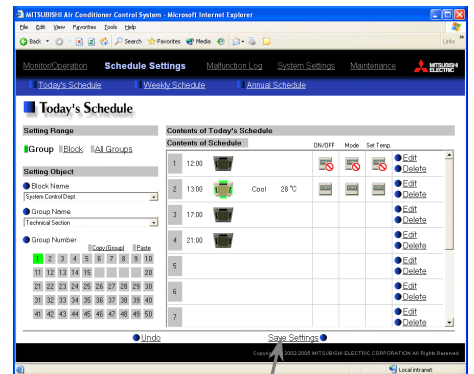 MITSUBISHI Air Conditioner Control System - Microsoft Internet Explorer
File Edit View Favorites Tools Help
Back Search Favorites Media
Links
Monitor/Operation Schedule Settings Malfunction Log System Settings Maintenance MITSUBISHI ELECTRIC
Today's Schedule Weekly Schedule Annual Schedule
Today's Schedule
Setting Range
Group Block All Groups
Setting Object
Block Name
System Control Dept.
Group Name
Technical Section
Group Number
Copy(Group) Paste
1 2 3 4 5 6 7 8 9 10
11 12 13 14 15 20
21 22 23 24 25 26 27 28 29 30
31 32 33 34 35 36 37 38 39 40
41 42 43 44 45 46 47 48 49 50
Contents of Today's Schedule
Contents of Schedule ON/OFF Mode Set Temp.
1 12:00 Edit
Delete
2 13:00 Cool 28°C Edit
Delete
3 17:00 Edit
Delete
4 21:00 Edit
Delete
5 Edit
Delete
6 Edit
Delete
7 Edit
Delete
Undo Save Settings
2002-2005 MITSUBISHI ELECTRIC CORPORATION All Rights Reserved
Local intranet